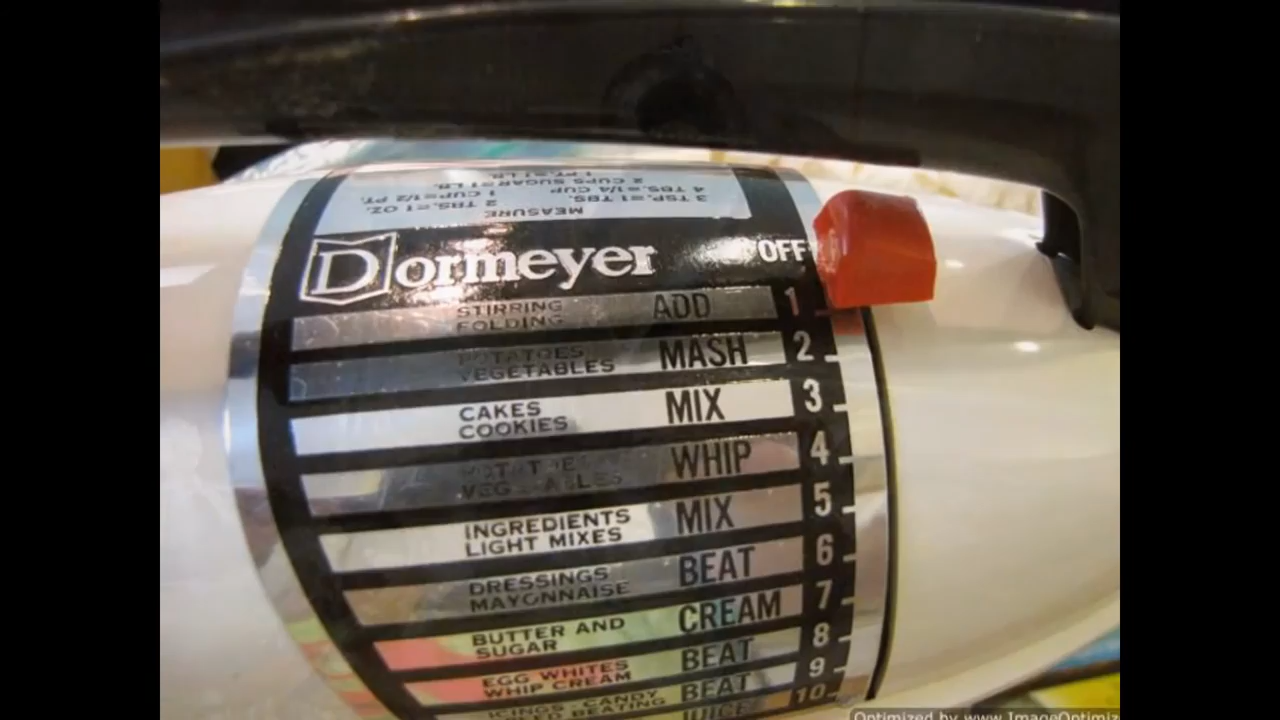 1 PT.=1 LB.
2 CUPS SUGAR=1 LB.
4 TBS.=1/4 CUP 1 CUP=1/2 PT.
3 TSP.=1 TBS. 2 TBS.=1 OZ.
MEASURE
Dormeyer OFF
STIRRING FOLDING ADD 1
POTATOES VEGETABLES MASH 2
CAKES COOKIES MIX 3
POTATOES VEGETABLES WHIP 4
INGREDIENTS LIGHT MIXES MIX 5
DRESSINGS MAYONNAISE BEAT 6
BUTTER AND SUGAR CREAM 7
EGG WHITES WHIP CREAM BEAT 8
ICINGS - CANDY BEATING BEAT 9
JUICE 10
Optimized by www.ImageOptimiz